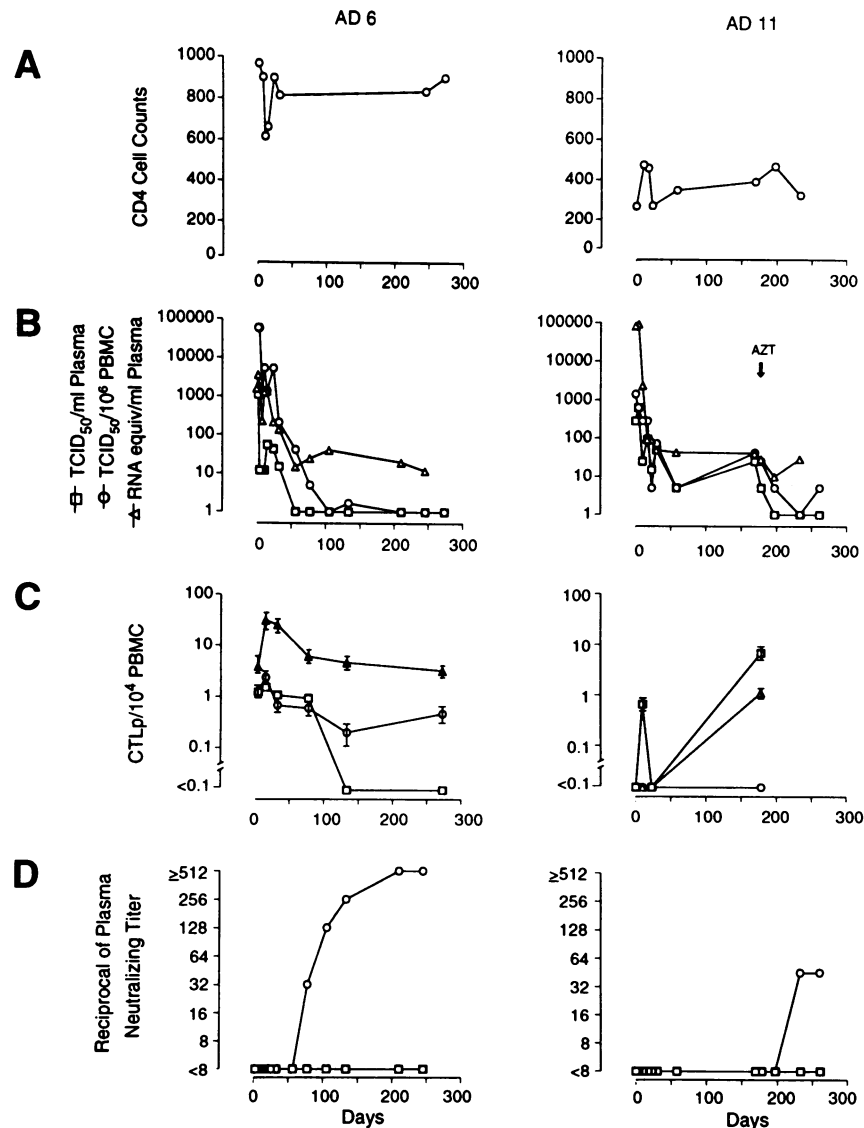 AD 6
AD 11
A
CD4 Cell Counts
1000
800
600
400
200
0
0 100 200 300
1000
800
600
400
200
0
0 100 200 300
B
TCID50/ml Plasma
TCID50/10⁶ PBMC
RNA equiv/ml Plasma
100000
10000
1000
100
10
1
0 100 200 300
100000
10000
1000
100
10
1
AZT
0 100 200 300
C
CTLp/10⁴ PBMC
100
10
1
0.1
<0.1
0 100 200 300
100
10
1
0.1
<0.1
0 100 200 300
D
Reciprocal of Plasma
Neutralizing Titer
≥512
256
128
64
32
16
8
<8
0 100 200 300
Days
≥512
256
128
64
32
16
8
<8
0 100 200 300
Days